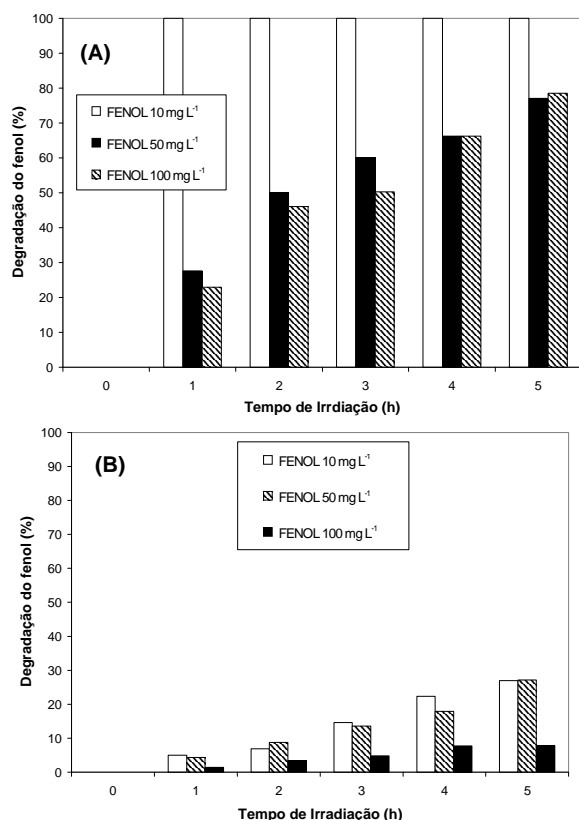 (A)
Degradação do fenol (%)
100
90
80
70
60
50
40
30
20
10
0
FENOL 10 mg L⁻¹
FENOL 50 mg L⁻¹
FENOL 100 mg L⁻¹
0 1 2 3 4 5
Tempo de Irrdiação (h)
(B)
Degradação do fenol (%)
100
90
80
70
60
50
40
30
20
10
0
FENOL 10 mg L⁻¹
FENOL 50 mg L⁻¹
FENOL 100 mg L⁻¹
0 1 2 3 4 5
Tempo de Irradiação (h)